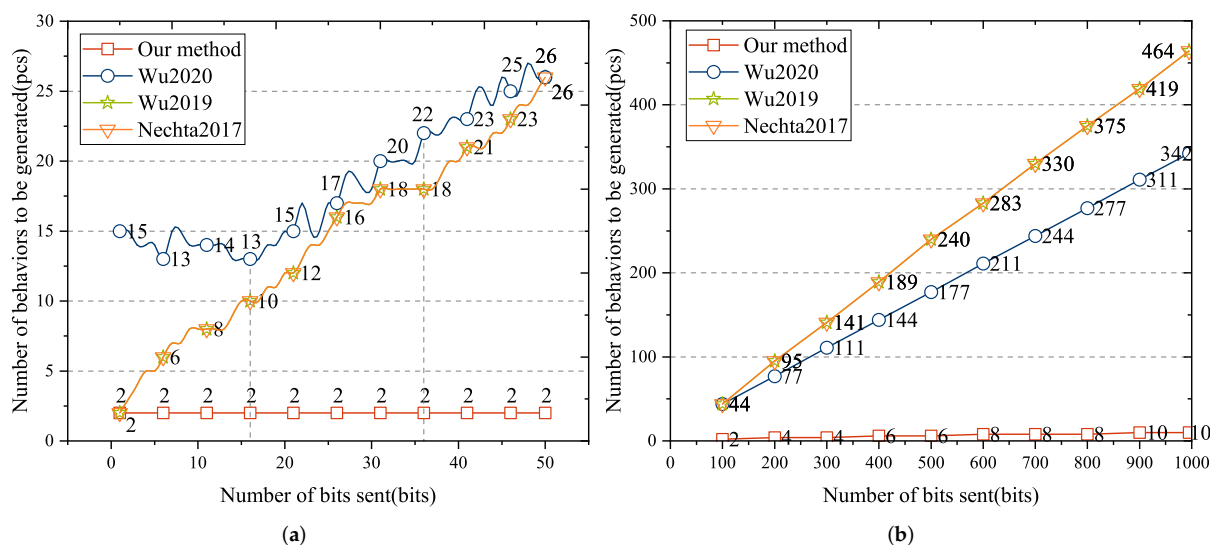 30
25
20
15
10
5
0
Number of behaviors to be generated(pcs)
Our method
Wu2020
Wu2019
Nechta2017
15 13 14 13 15 17 20 22 23 25 26
2 6 8 10 12 16 18 18 21 23 26
2 2 2 2 2 2 2 2 2 2 2
0 10 20 30 40 50
Number of bits sent(bits)
(a)
500
400
300
200
100
0
Number of behaviors to be generated(pcs)
Our method
Wu2020
Wu2019
Nechta2017
44 95 141 189 240 283 330 375 419 464
77 111 144 177 211 244 277 311 342
2 4 4 6 6 8 8 8 10 10
0 100 200 300 400 500 600 700 800 900 1000
Number of bits sent(bits)
(b)